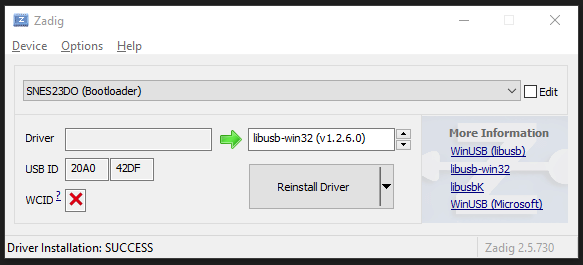 Zadig
Device Options Help
SNES23DO (Bootloader)
Edit
Driver
libusb-win32 (v1.2.6.0)
More Information
WinUSB (libusb)
libusb-win32
libusbK
WinUSB (Microsoft)
USB ID 20A0 42DF
WCID ?
Reinstall Driver
Driver Installation: SUCCESS
Zadig 2.5.730